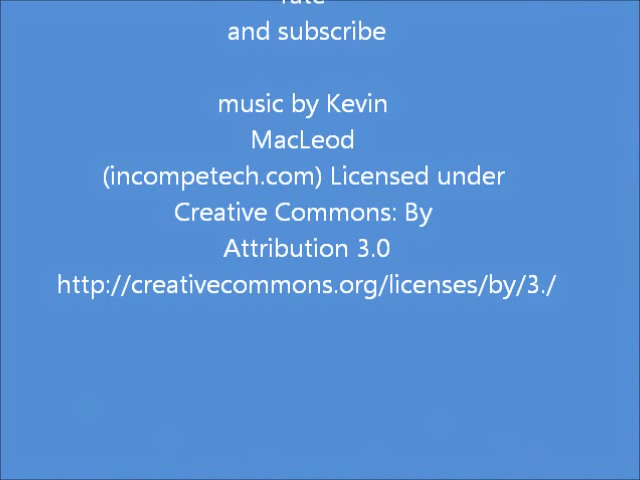 rate
and subscribe
music by Kevin
MacLeod
(incompetech.com) Licensed under
Creative Commons: By
Attribution 3.0
http://creativecommons.org/licenses/by/3./